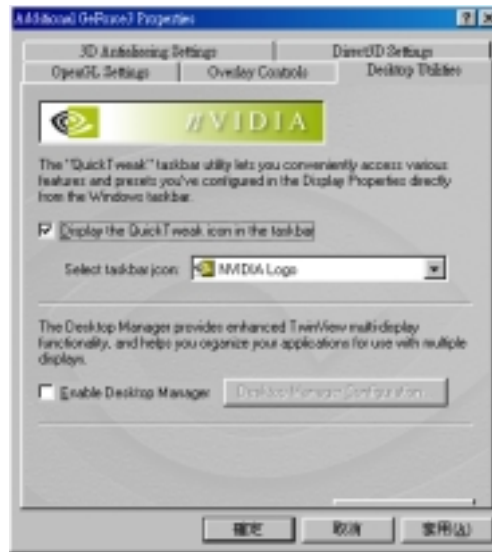 Additional GeForce3 Properties
3D Antialiasing Settings
Direct3D Settings
OpenGL Settings
Overlay Controls
Desktop Utilities
nVIDIA
The "QuickTweak" taskbar utility lets you conveniently access various
features and presets you've configured in the Display Properties directly
from the Windows taskbar.
Display the QuickTweak icon in the taskbar
Select taskbar icon:
NVIDIA Logo
The Desktop Manager provides enhanced TwinView multi-display
functionality, and helps you organize your applications for use with multiple
displays.
Enable Desktop Manager
Desktop Manager Configuration
確定
取消
套用(A)